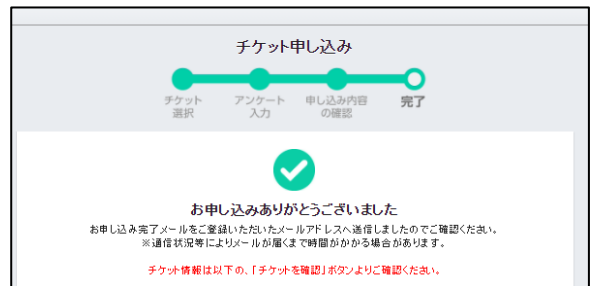 チケット申し込み
チケット
選択
アンケート
入力
申し込み内容
の確認
完了
お申し込みありがとうございました
お申し込み完了メールをご登録いただいたメールアドレスへ送信しましたのでご確認ください。
※通信状況等によりメールが届くまで時間がかかる場合があります。
チケット情報は以下の、「チケットを確認」ボタンよりご確認ください。